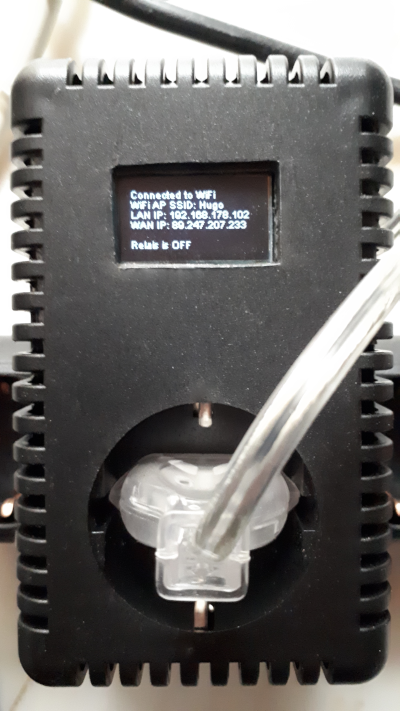 Connected to WiFi
WiFi AP SSID: Hugo
LAN IP: 192.168.178.102
WAN IP: 89.247.207.233
Relais is OFF